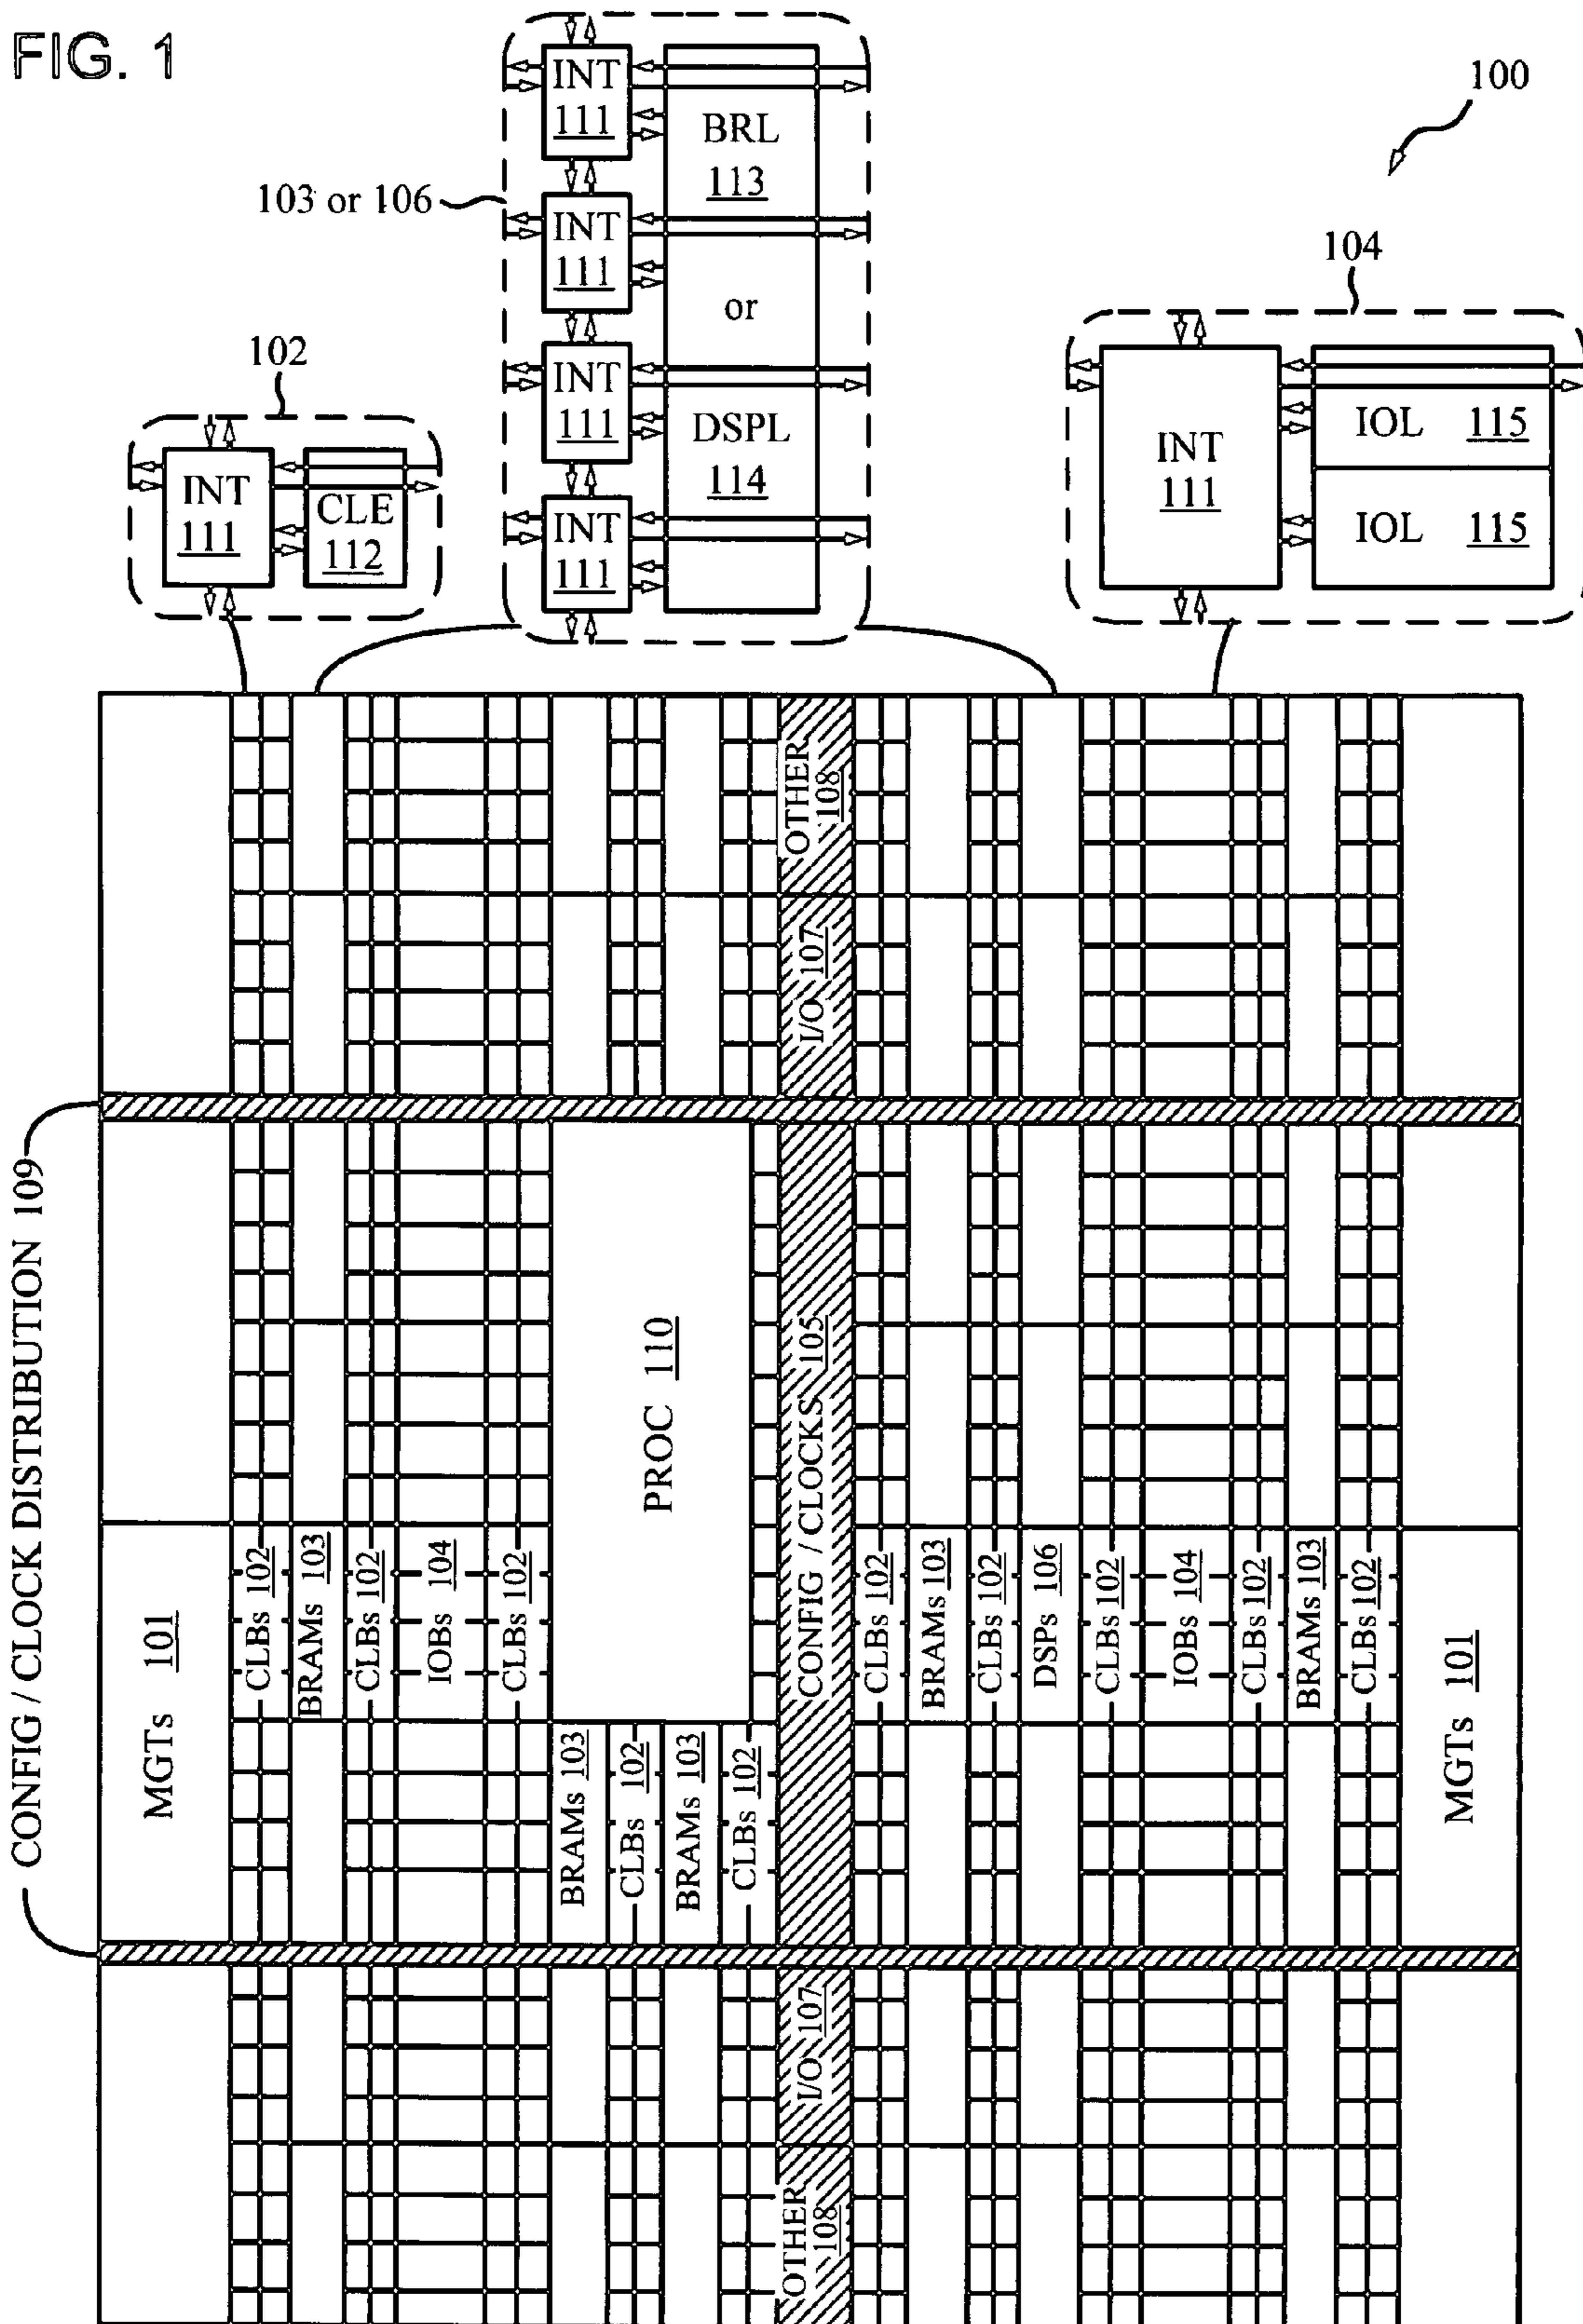 FIG. 1
100
103 or 106
INT
111
INT
111
INT
111
INT
111
BRL
113
or
DSPL
114
104
INT
111
IOL 115
IOL 115
102
INT
111
CLE
112
OTHER
108
I/O 107
CONFIG / CLOCK DISTRIBUTION 109
PROC 110
CONFIG / CLOCKS 105
MGTs 101
CLBs 102
BRAMs 103
CLBs 102
IOBs 104
CLBs 102
BRAMs 103
CLBs 102
BRAMs 103
CLBs 102
CLBs 102
BRAMs 103
CLBs 102
DSPs 106
CLBs 102
IOBs 104
CLBs 102
BRAMs 103
CLBs 102
MGTs 101
I/O 107
OTHER
108